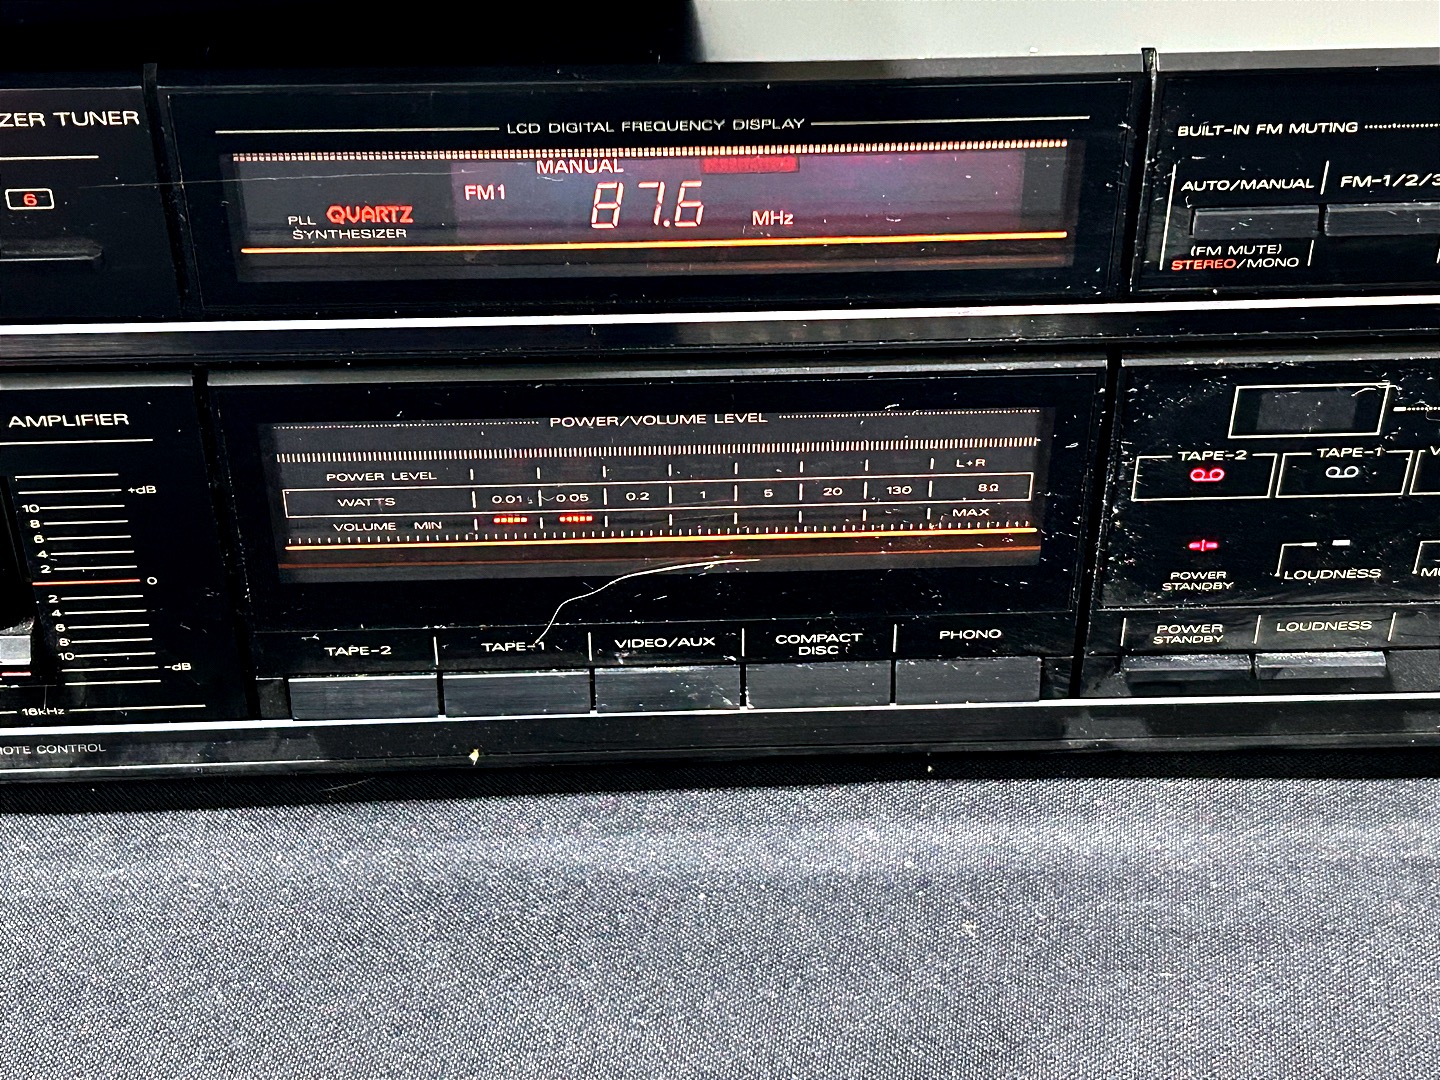 ZER TUNER
6
LCD DIGITAL FREQUENCY DISPLAY
MANUAL
FM1 87.6 MHz
PLL QUARTZ
SYNTHESIZER
BUILT-IN FM MUTING
AUTO/MANUAL FM-1/2/3
(FM MUTE)
STEREO/MONO
AMPLIFIER
+dB
10
8
6
4
2
0
2
4
6
8
10
-dB
16kHz
OTE CONTROL
POWER/VOLUME LEVEL
POWER LEVEL L+R
WATTS 0.01 0.05 0.2 1 5 20 130 8Ω
VOLUME MIN MAX
TAPE-2 TAPE-1 VIDEO/AUX COMPACT DISC PHONO
TAPE-2 TAPE-1 V
POWER STANDBY LOUDNESS MU
POWER STANDBY LOUDNESS